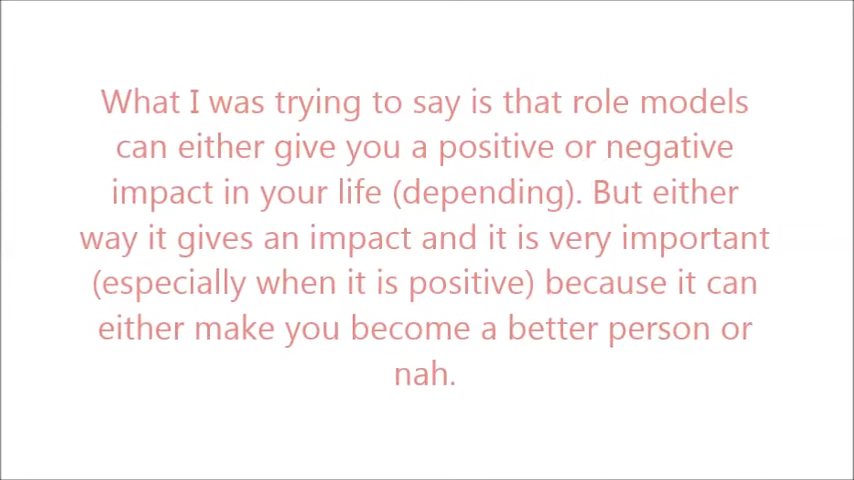 What I was trying to say is that role models
can either give you a positive or negative
impact in your life (depending). But either
way it gives an impact and it is very important
(especially when it is positive) because it can
either make you become a better person or
nah.